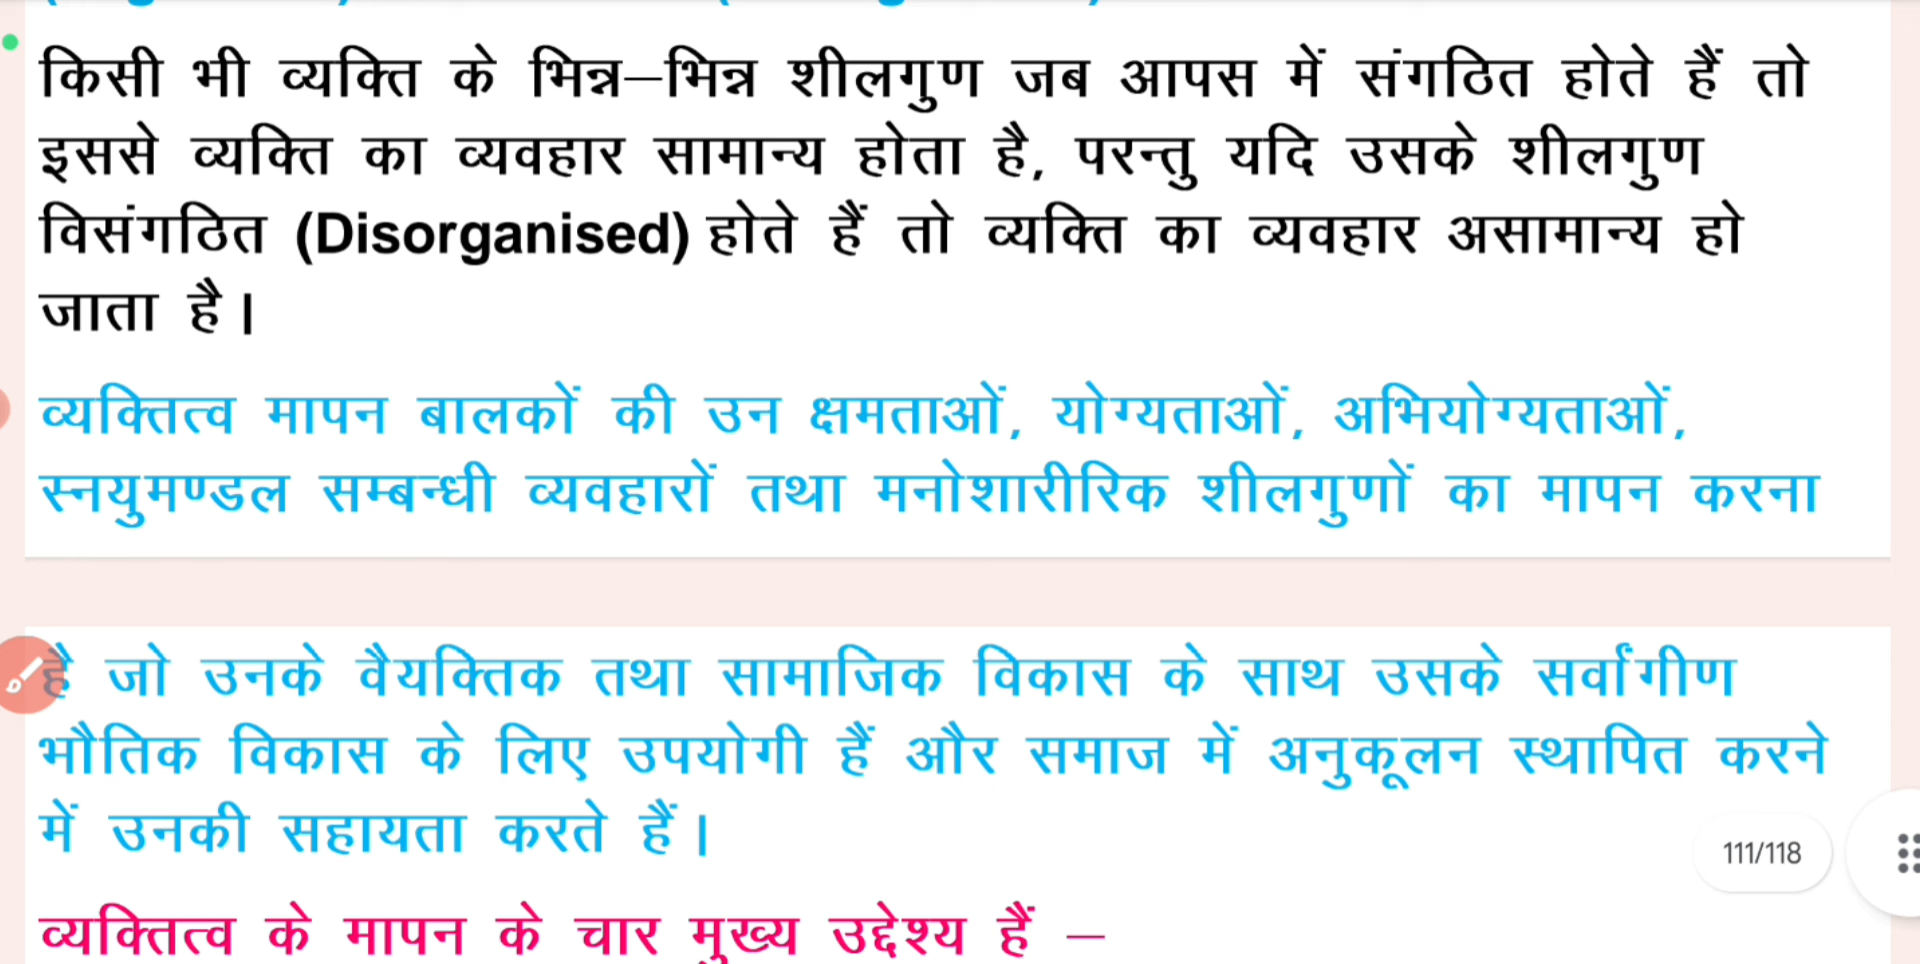 किसी भी व्यक्ति के भिन्न–भिन्न शीलगुण जब आपस में संगठित होते हैं तो
इससे व्यक्ति का व्यवहार सामान्य होता है, परन्तु यदि उसके शीलगुण
विसंगठित (Disorganised) होते हैं तो व्यक्ति का व्यवहार असामान्य हो
जाता है।
व्यक्तित्व मापन बालकों की उन क्षमताओं, योग्यताओं, अभियोग्यताओं,
स्नयुमण्डल सम्बन्धी व्यवहारों तथा मनोशारीरिक शीलगुणों का मापन करना
है जो उनके वैयक्तिक तथा सामाजिक विकास के साथ उसके सर्वांगीण
भौतिक विकास के लिए उपयोगी हैं और समाज में अनुकूलन स्थापित करने
में उनकी सहायता करते हैं।
111/118
व्यक्तित्व के मापन के चार मुख्य उद्देश्य हैं –